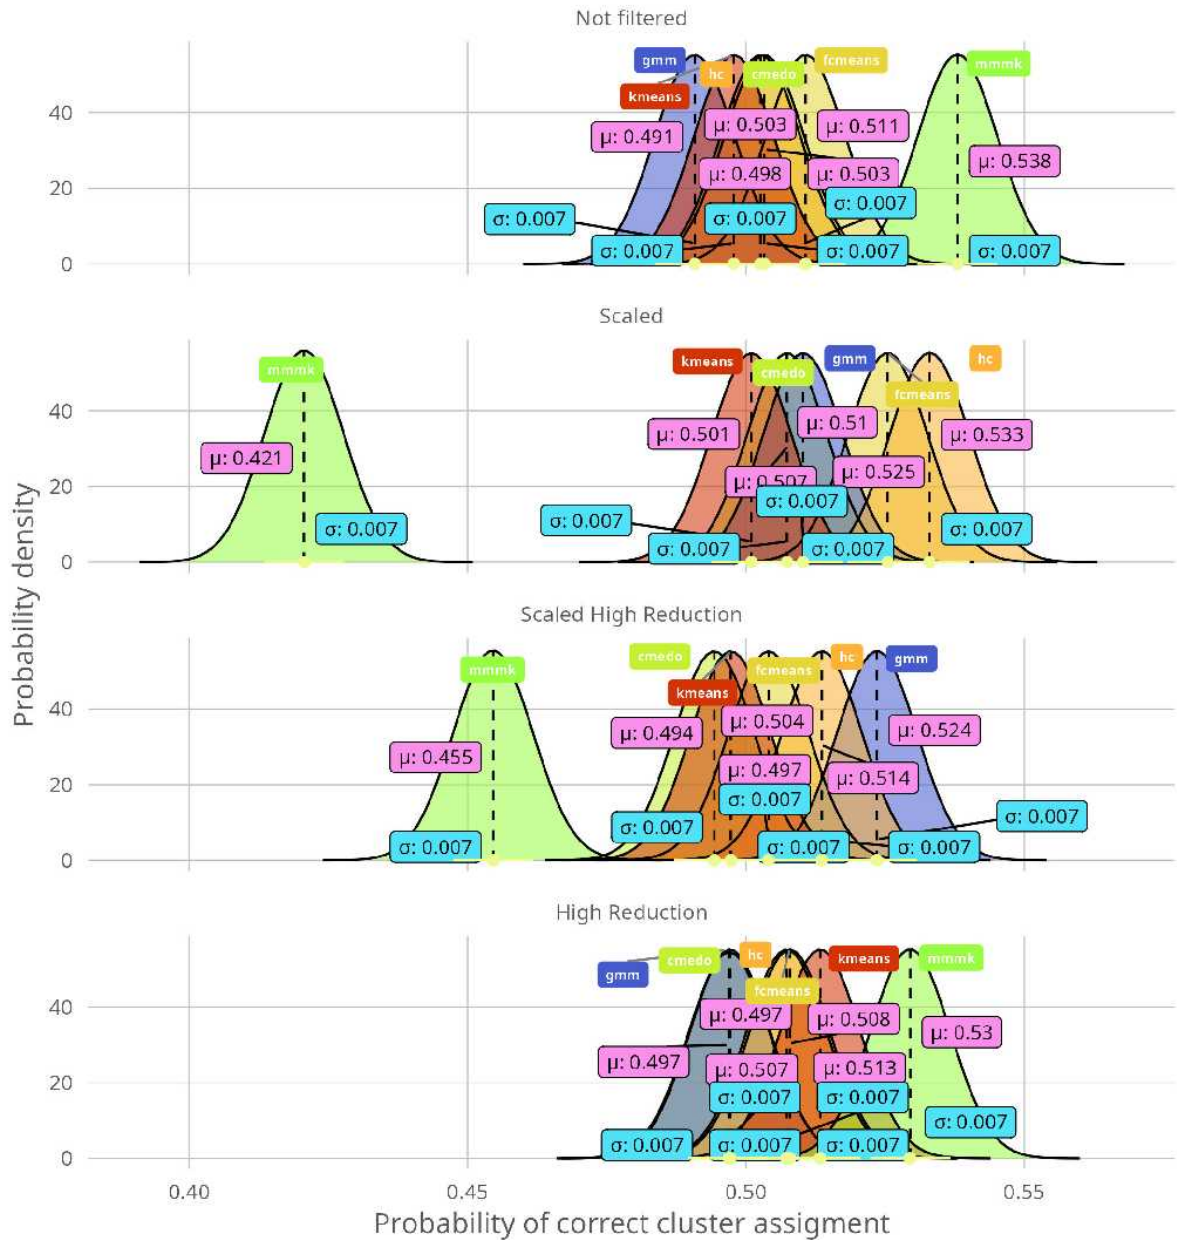 Not filtered
gmm
fcmeans
mmmk
hc
cmedo
kmeans
40
μ: 0.491
μ: 0.503
μ: 0.511
μ: 0.538
μ: 0.498
μ: 0.503
20
σ: 0.007
σ: 0.007
σ: 0.007
σ: 0.007
σ: 0.007
σ: 0.007
0
Scaled
kmeans
gmm
hc
mmmk
cmedo
fcmeans
40
μ: 0.421
μ: 0.501
μ: 0.51
μ: 0.533
μ: 0.507
μ: 0.525
20
σ: 0.007
σ: 0.007
σ: 0.007
σ: 0.007
σ: 0.007
σ: 0.007
0
Probability density
Scaled High Reduction
mmmk
cmedo
fcmeans
hc
gmm
kmeans
40
μ: 0.455
μ: 0.494
μ: 0.504
μ: 0.524
μ: 0.497
μ: 0.514
20
σ: 0.007
σ: 0.007
σ: 0.007
σ: 0.007
σ: 0.007
σ: 0.007
0
High Reduction
gmm
cmedo
hc
kmeans
mmmk
fcmeans
40
μ: 0.497
μ: 0.508
μ: 0.53
μ: 0.497
μ: 0.507
μ: 0.513
20
σ: 0.007
σ: 0.007
σ: 0.007
σ: 0.007
σ: 0.007
σ: 0.007
0
0.40
0.45
0.50
0.55
Probability of correct cluster assigment